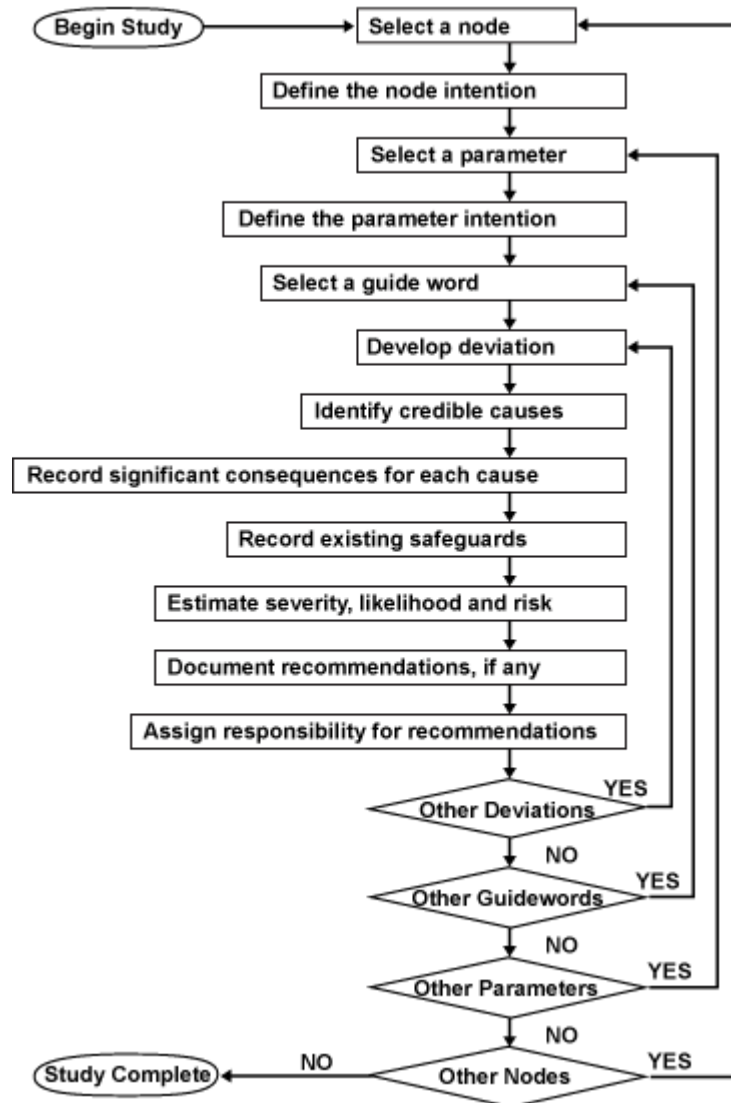 Begin Study
Select a node
Define the node intention
Select a parameter
Define the parameter intention
Select a guide word
Develop deviation
Identify credible causes
Record significant consequences for each cause
Record existing safeguards
Estimate severity, likelihood and risk
Document recommendations, if any
Assign responsibility for recommendations
YES
Other Deviations
NO
YES
Other Guidewords
NO
YES
Other Parameters
NO
NO
YES
Study Complete
Other Nodes